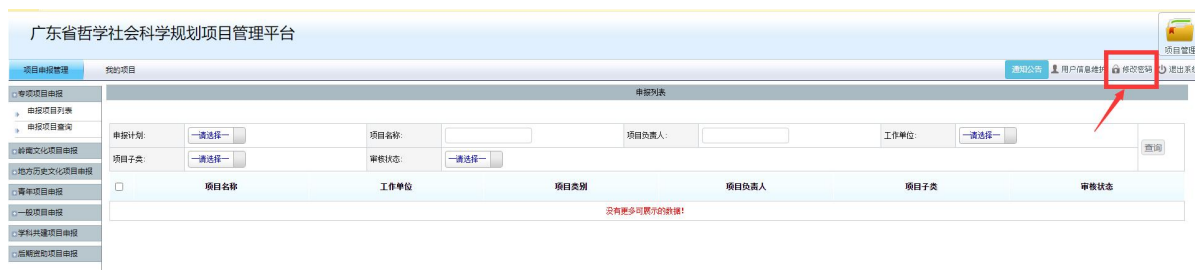 广东省哲学社会科学规划项目管理平台
项目管理
项目申报管理 我的项目 通知公告 用户信息维护 修改密码 退出系统
专项项目申报 申报列表
申报项目列表
申报项目查询
申报计划: 一请选择一 项目名称: 项目负责人: 工作单位: 一请选择一
查询
岭南文化项目申报
项目子类: 一请选择一 审核状态: 一请选择一
地方历史文化项目申报
青年项目申报
项目名称 工作单位 项目类别 项目负责人 项目子类 审核状态
一般项目申报
没有更多可展示的数据!
学科共建项目申报
后期资助项目申报